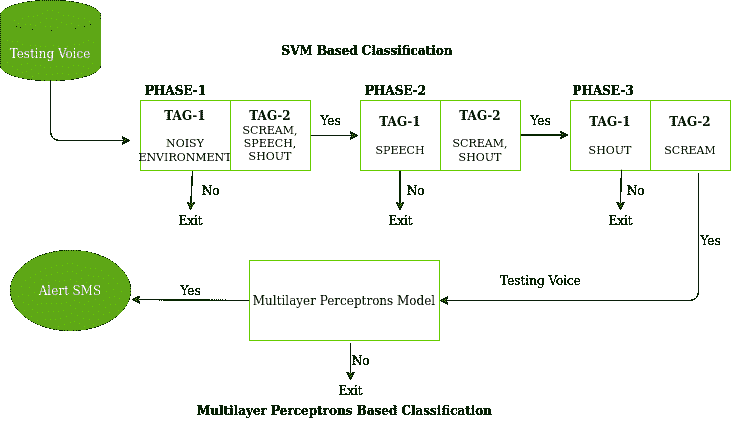 Testing Voice
SVM Based Classification
PHASE-1
TAG-1
NOISY
ENVIRONMENT
TAG-2
SCREAM,
SPEECH,
SHOUT
Yes
No
Exit
PHASE-2
TAG-1
SPEECH
TAG-2
SCREAM,
SHOUT
Yes
No
Exit
PHASE-3
TAG-1
SHOUT
TAG-2
SCREAM
No
Exit
Yes
Testing Voice
Multilayer Perceptrons Model
Yes
Alert SMS
No
Exit
Multilayer Perceptrons Based Classification